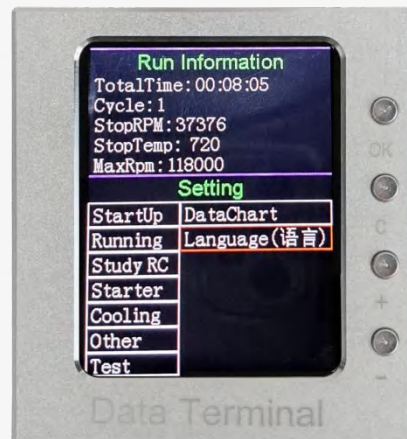 Run Information
TotalTime: 00:08:05
Cycle: 1
StopRPM: 37376
StopTemp: 720
MaxRpm: 118000
Setting
StartUp DataChart
Running Language(语言)
Study RC
Starter
Cooling
Other
Test
OK
C
+
-
Data Terminal